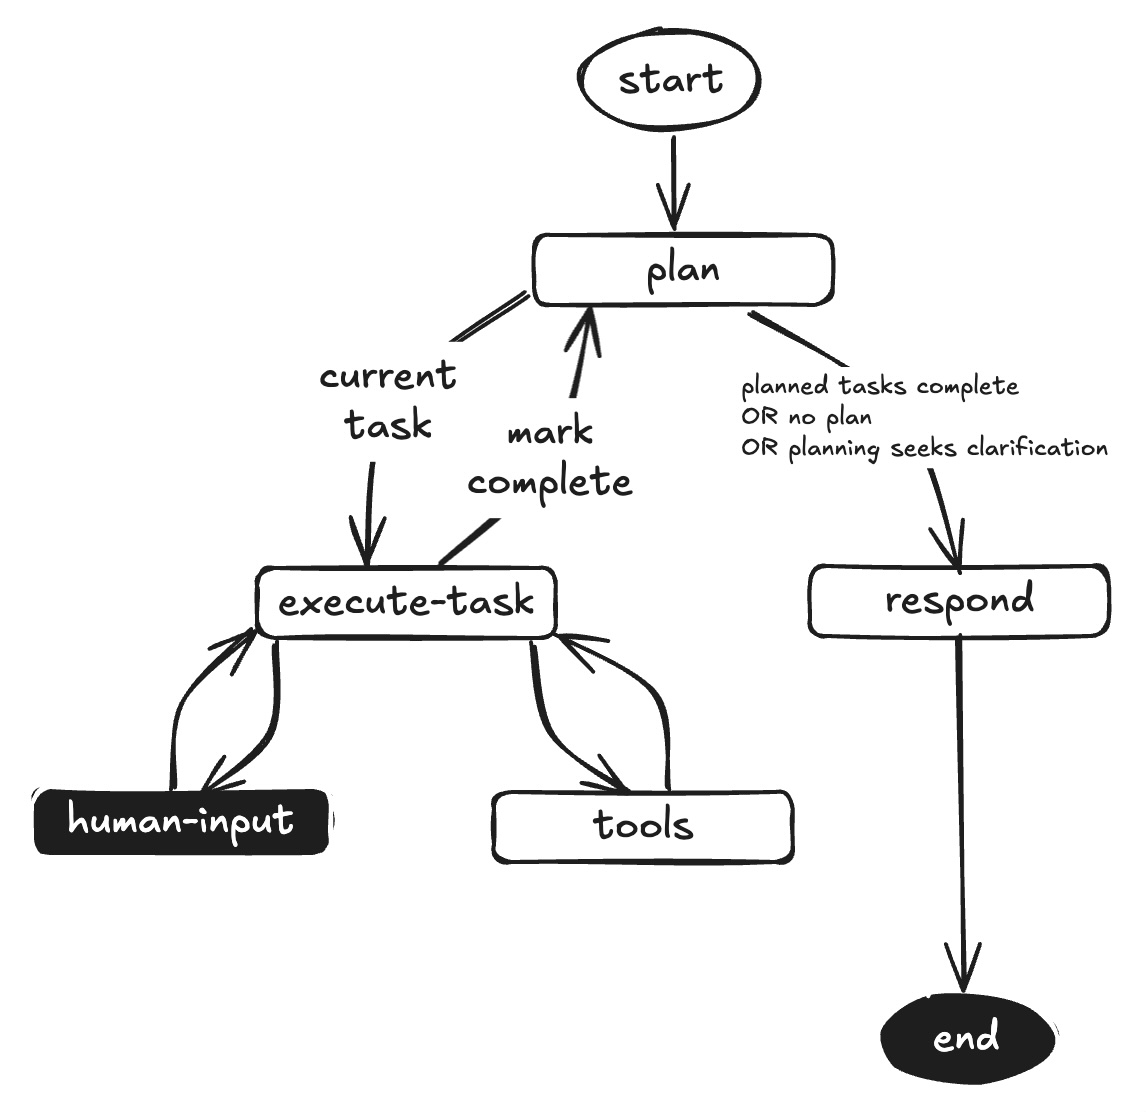 start
plan
current
task
mark
complete
planned tasks complete
OR no plan
OR planning seeks clarification
execute-task
respond
human-input
tools
end